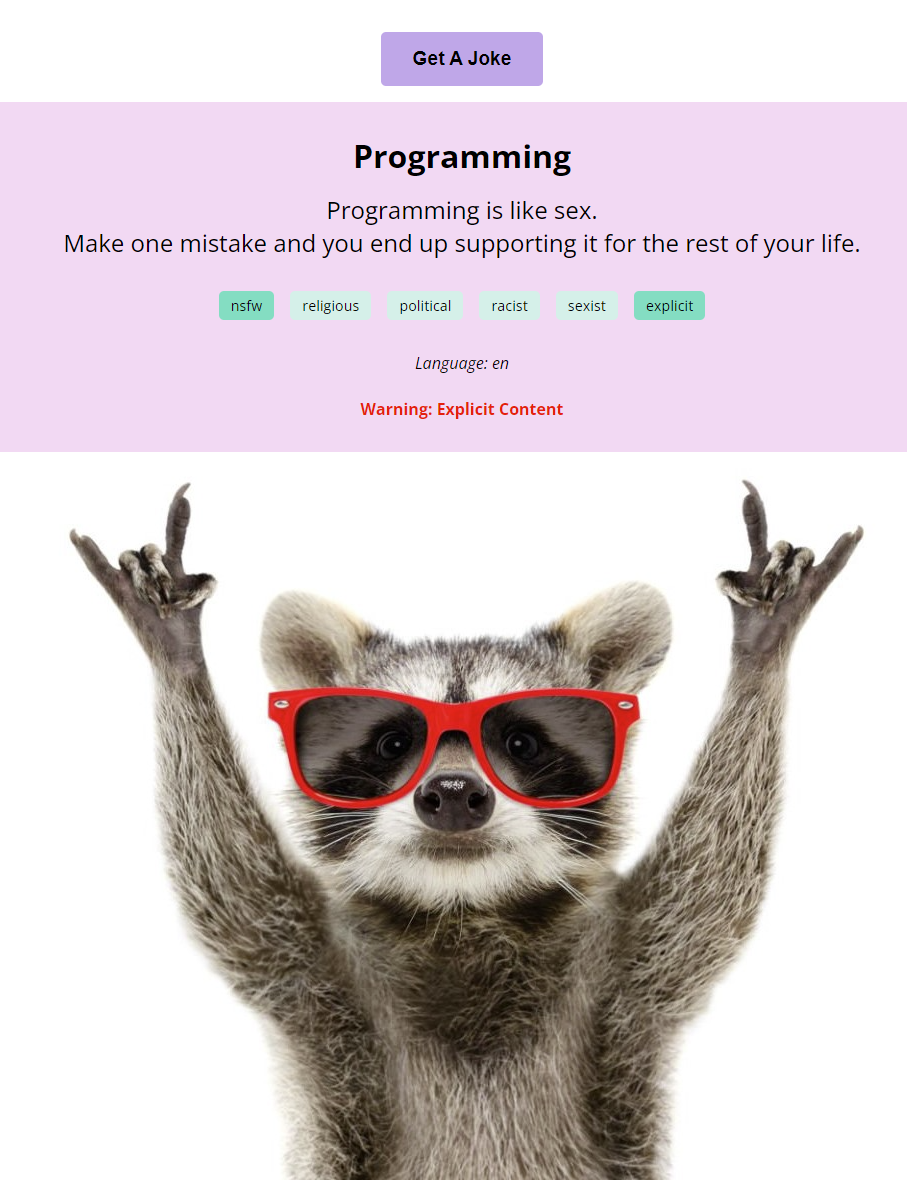 Get A Joke
Programming
Programming is like sex.
Make one mistake and you end up supporting it for the rest of your life.
nsfw religious political racist sexist explicit
Language: en
Warning: Explicit Content